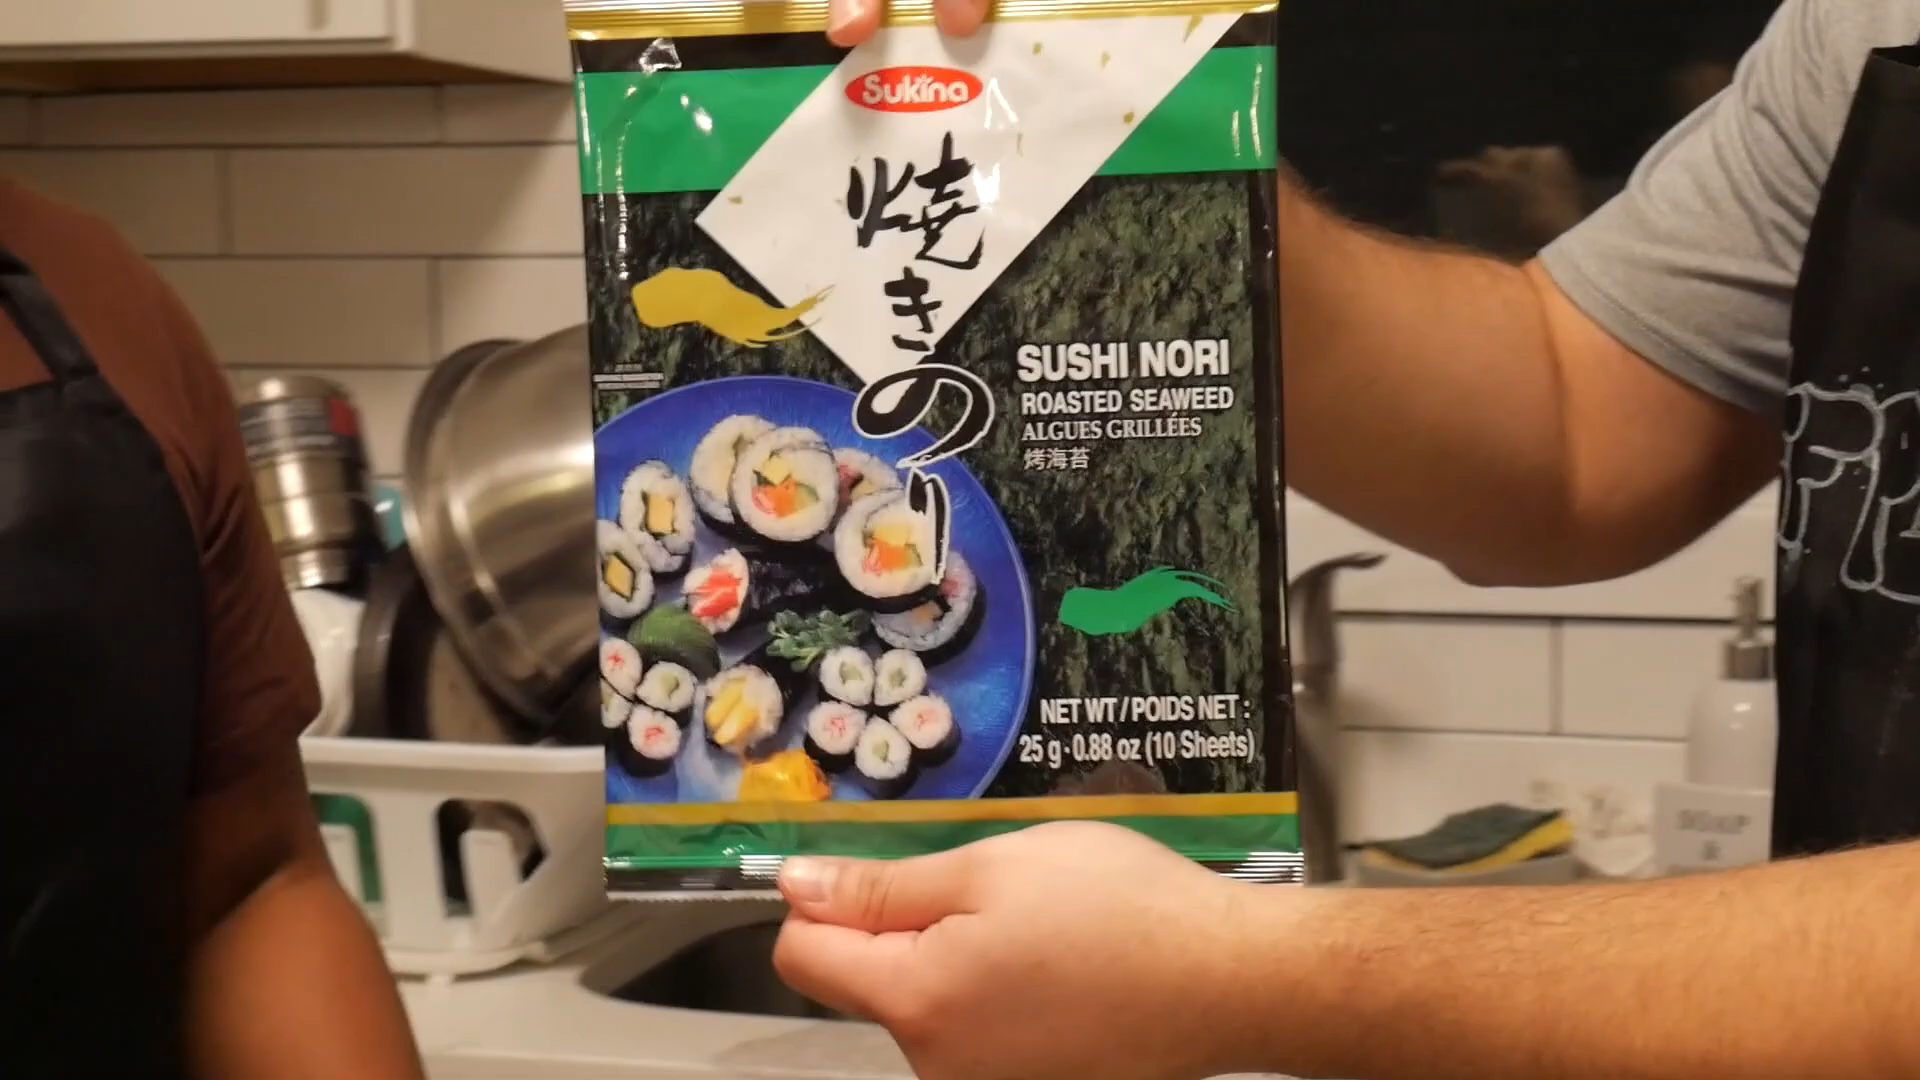 Sukina
焼きのり
SUSHI NORI
ROASTED SEAWEED
ALGUES GRILLÉES
烤海苔
NET WT / POIDS NET :
25 g · 0.88 oz (10 Sheets)
SOAP
&